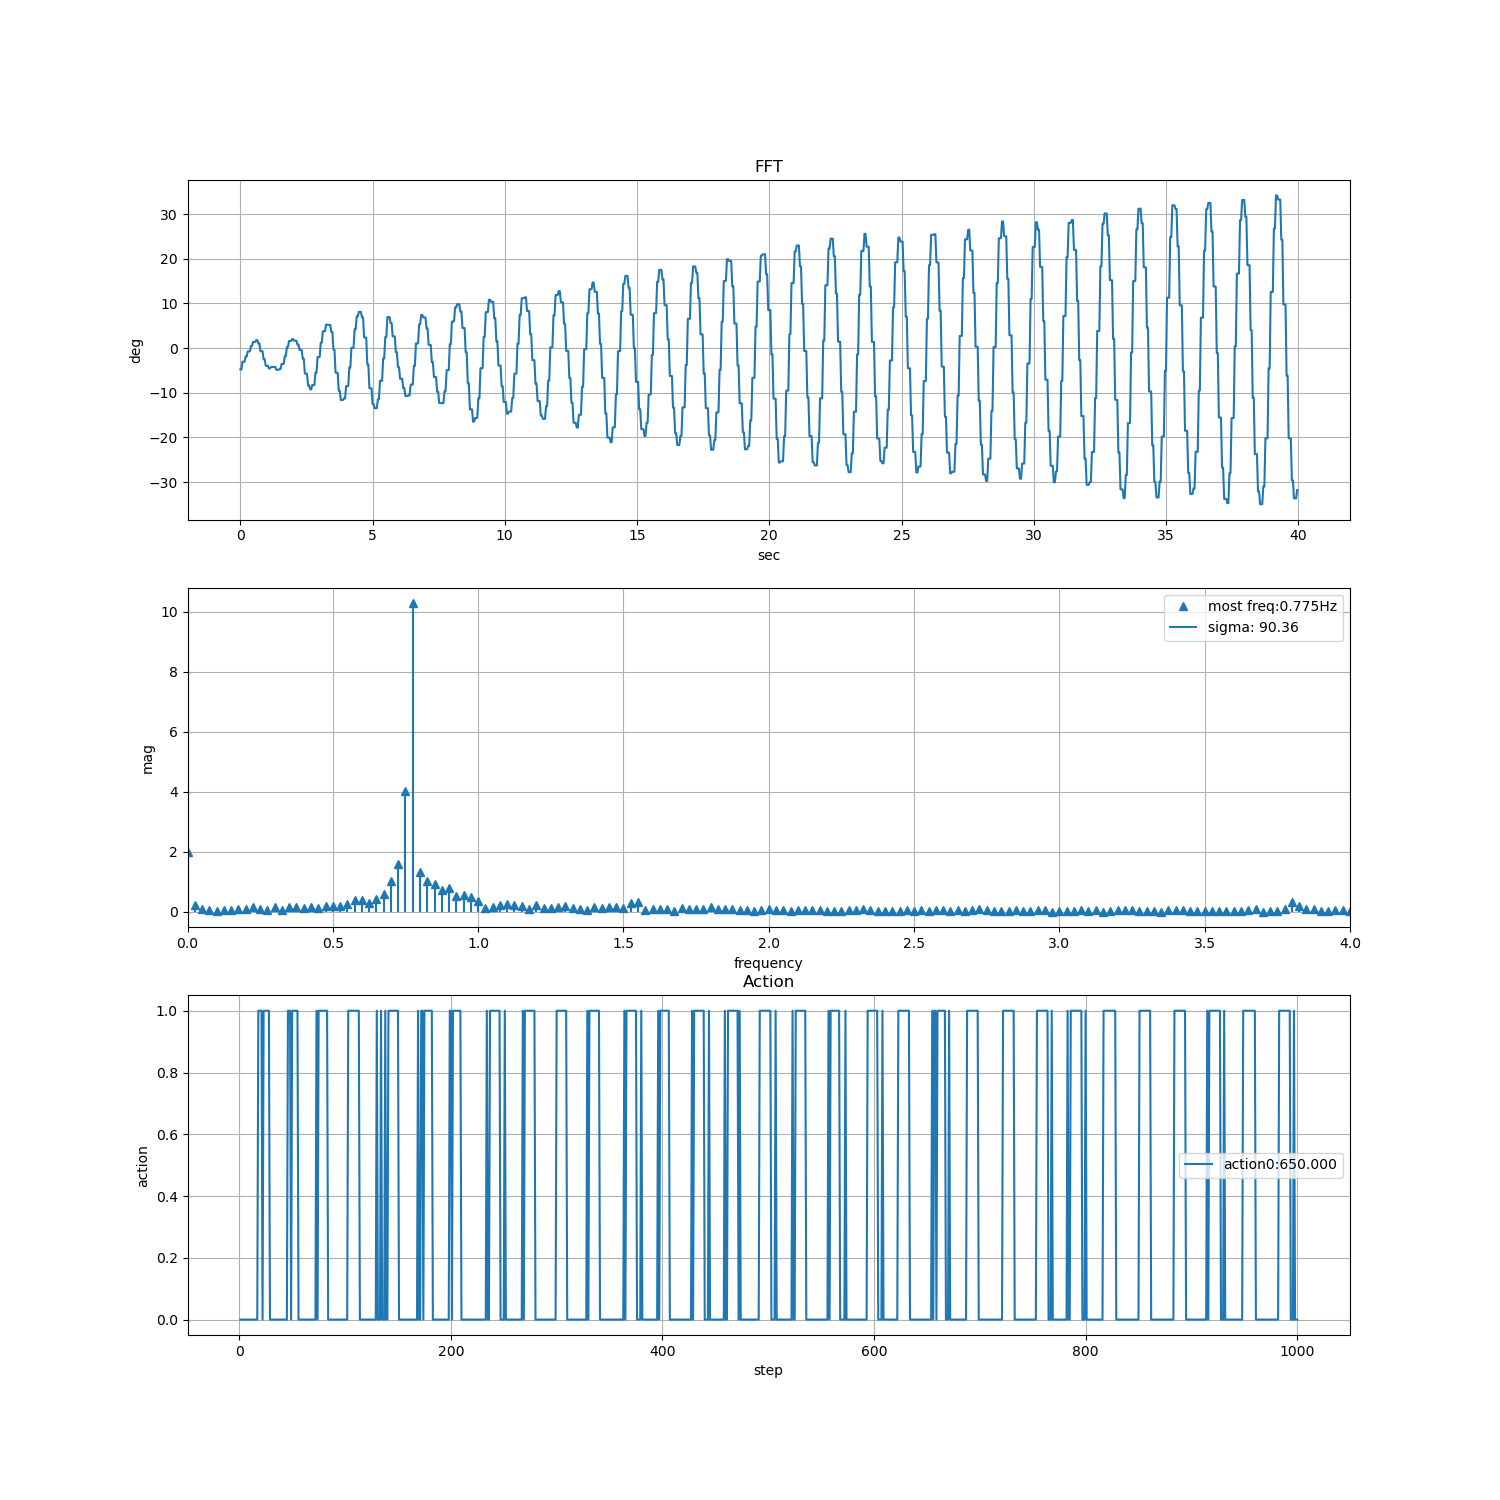 FFT
30
20
10
0
−10
−20
−30
deg
0 5 10 15 20 25 30 35 40
sec
10
8
6
4
2
0
mag
most freq:0.775Hz
sigma: 90.36
0.0 0.5 1.0 1.5 2.0 2.5 3.0 3.5 4.0
frequency
Action
1.0
0.8
0.6
0.4
0.2
0.0
action
action0:650.000
0 200 400 600 800 1000
step